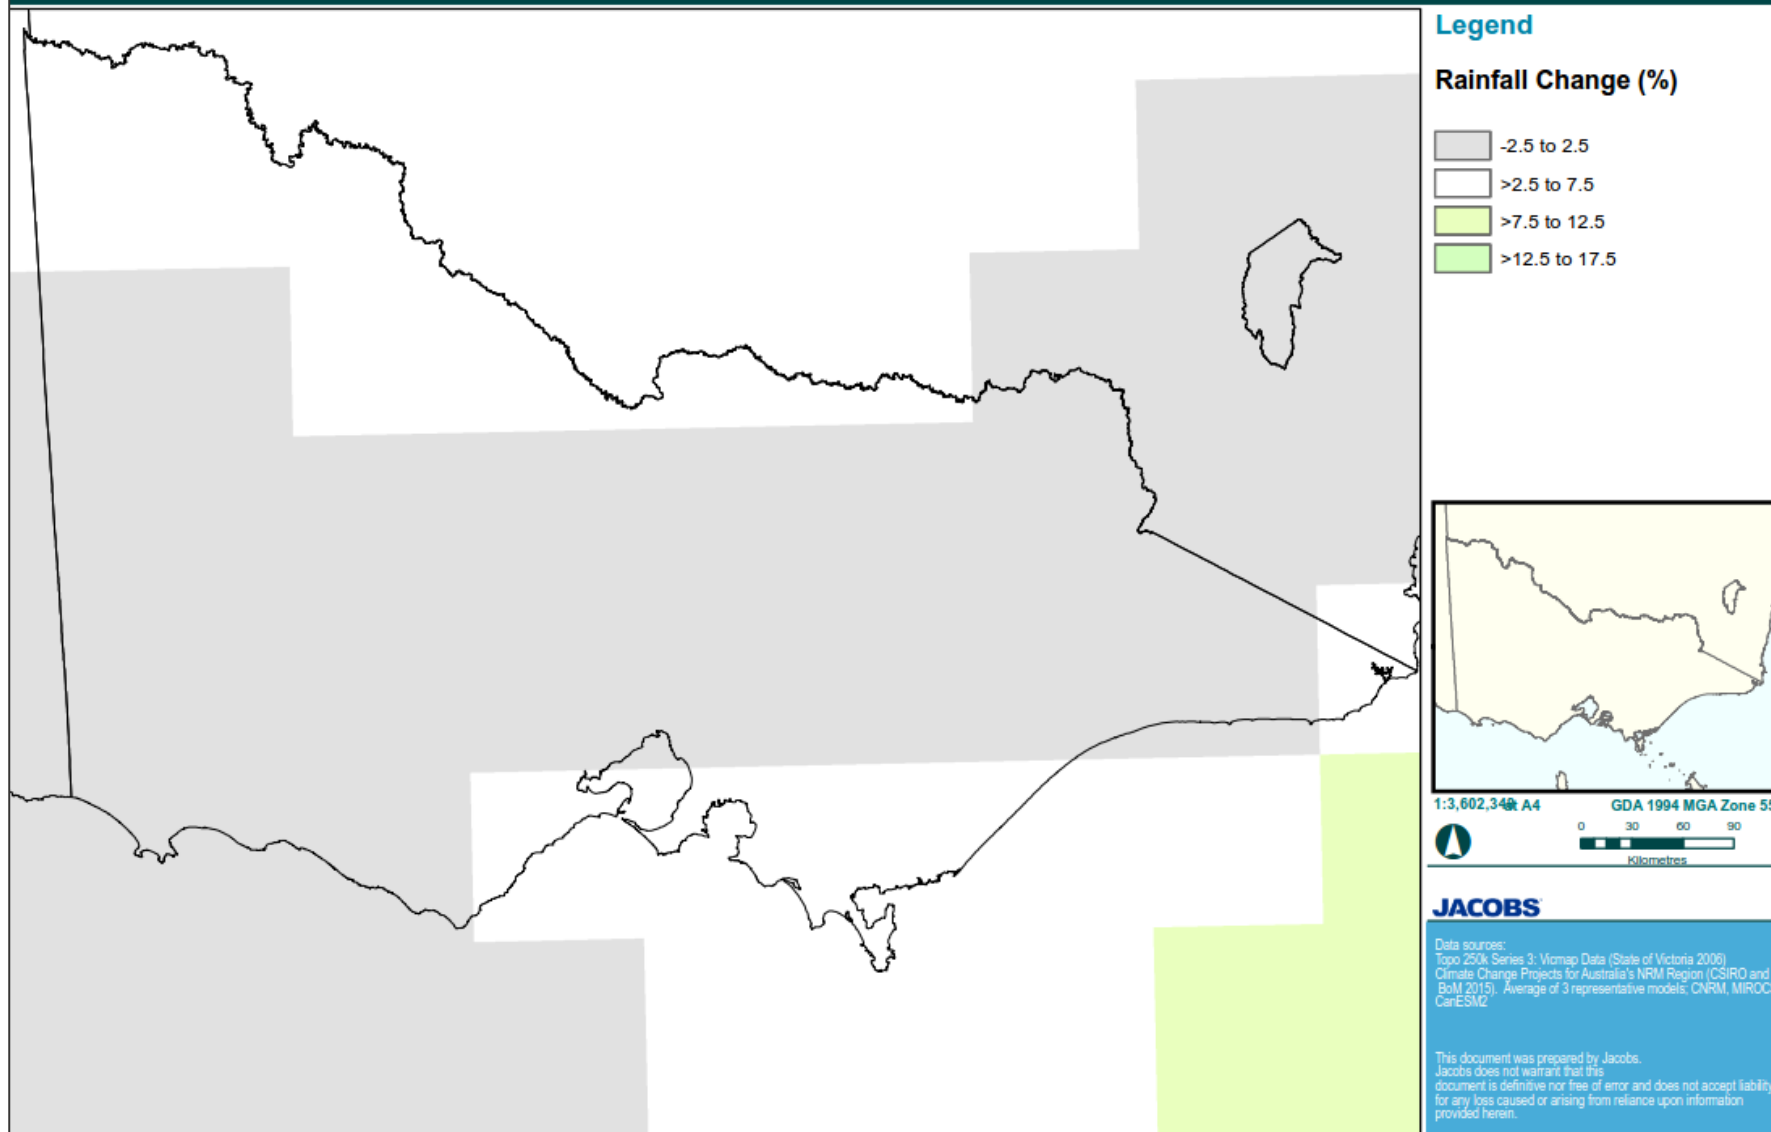 Legend
Rainfall Change (%)
-2.5 to 2.5
>2.5 to 7.5
>7.5 to 12.5
>12.5 to 17.5
at A4
GDA 1994 MGA Zone 55
0 30 60 90
Kilometres
JACOBS
Data sources:
Topo 250k Series 3: Vicmap Data (State of Victoria 2006)
Climate Change Projects for Australia's NRM Region (CSIRO and
BoM 2015). Average of 3 representative models; CNRM, MIROC
CanESM2
This document was prepared by Jacobs.
Jacobs does not warrant that this
document is definitive nor free of error and does not accept liability
for any loss caused or arising from reliance upon information
provided herein.